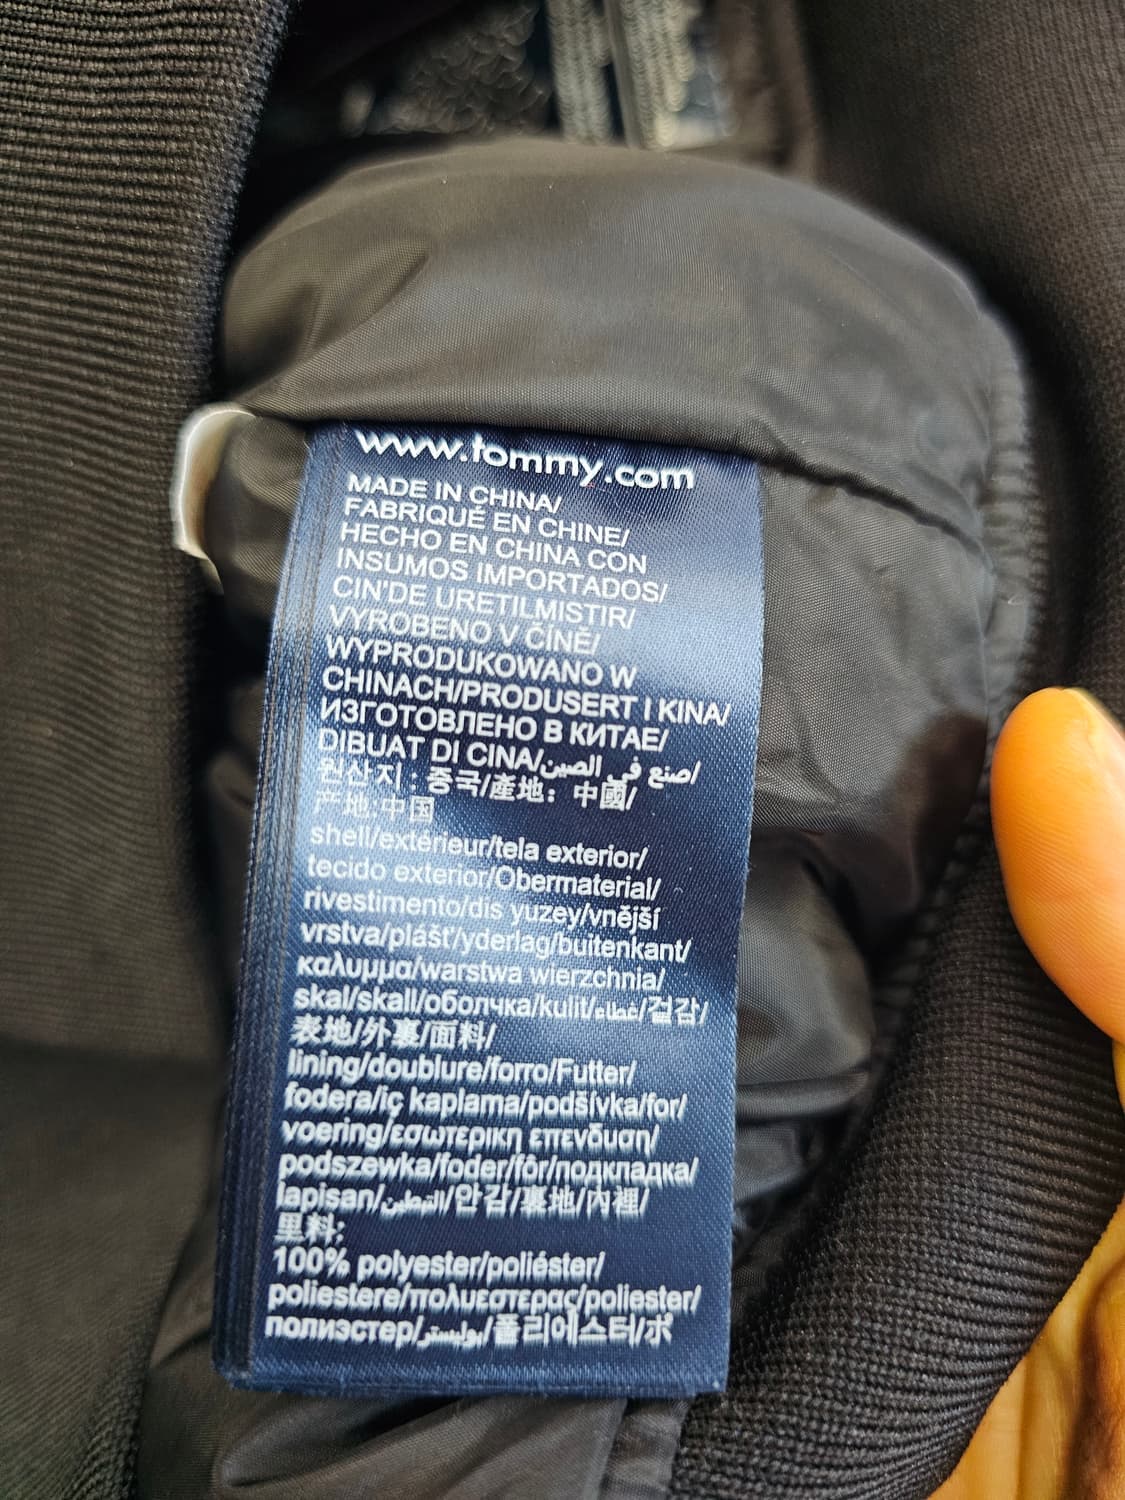 www.tommy.com
MADE IN CHINA/
FABRIQUÉ EN CHINE/
HECHO EN CHINA CON
INSUMOS IMPORTADOS/
CIN'DE URETILMISTIR/
VYROBENO V ČÍNĚ/
WYPRODUKOWANO W
CHINACH/PRODUSERT I KINA/
ИЗГОТОВЛЕНО В КИТАЕ/
DIBUAT DI CINA/صنع في الصين/
원산지 : 중국/產地：中國/
产地:中国
shell/extérieur/tela exterior/
tecido exterior/Obermaterial/
rivestimento/dis yuzey/vnější
vrstva/plášť/yderlag/buitenkant/
καλυμμα/warstwa wierzchnia/
skal/skall/оболчка/kulit/غطاء/겉감/
表地/外裏/面料/
lining/doublure/forro/Futter/
fodera/iç kaplama/podšívka/for/
voering/εσωτερικη επενδυση/
podszewka/foder/fôr/подкладка/
lapisan/التبطين/안감/裏地/內裡/
里料:
100% polyester/poliéster/
poliestere/πολυεστερας/poliester/
полиэстер/بوليستر/폴리에스터/ポ